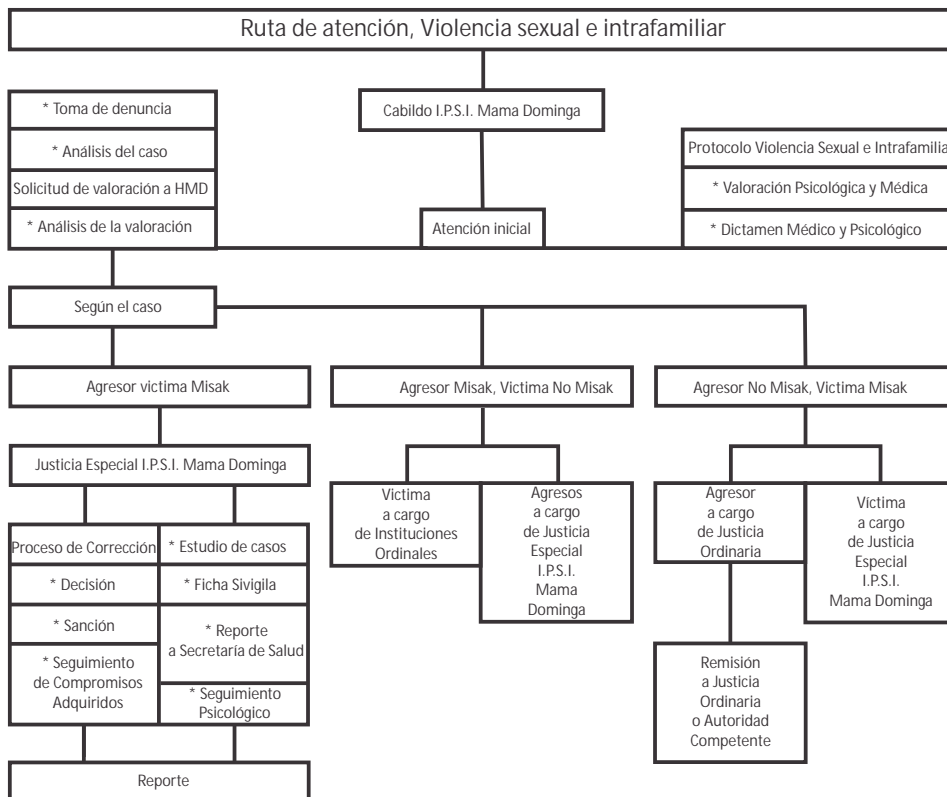 Ruta de atención, Violencia sexual e intrafamiliar
Cabildo I.P.S.I. Mama Dominga
* Toma de denuncia
* Análisis del caso
Solicitud de valoración a HMD
* Análisis de la valoración
Atención inicial
Protocolo Violencia Sexual e Intrafamilia
* Valoración Psicológica y Médica
* Dictamen Médico y Psicológico
Según el caso
Agresor victima Misak
Agresor Misak, Victima No Misak
Agresor No Misak, Victima Misak
Justicia Especial I.P.S.I. Mama Dominga
Proceso de Corrección
* Decisión
* Sanción
* Seguimiento
de Compromisos
Adquiridos
* Estudio de casos
* Ficha Sivigila
* Reporte
a Secretaría de Salud
* Seguimiento
Psicológico
Reporte
Victima
a cargo
de Instituciones
Ordinales
Agresos
a cargo
de Justicia
Especial
I.P.S.I.
Mama
Dominga
Agresor
a cargo
de Justicia
Ordinaria
Víctima
a cargo
de Justicia
Especial
I.P.S.I.
Mama Dominga
Remisión
a Justicia
Ordinaria
o Autoridad
Competente